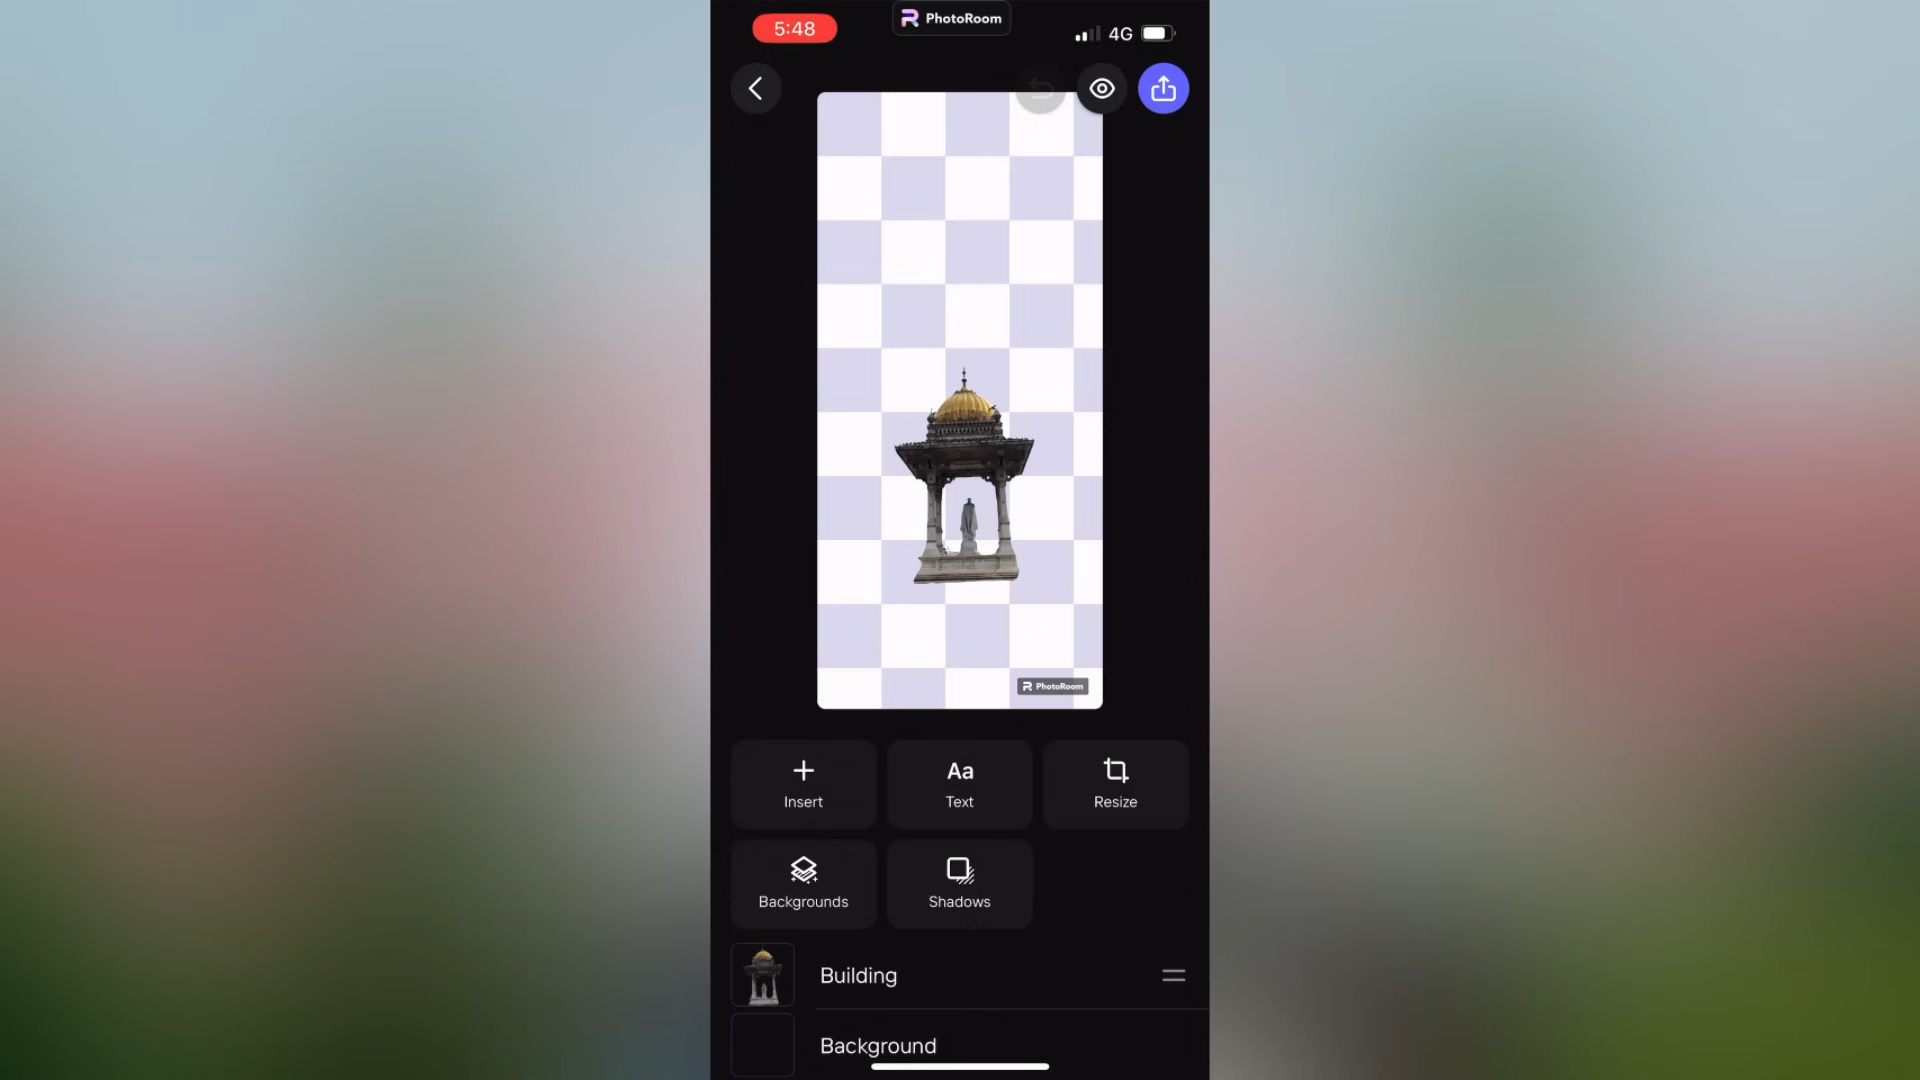 5:48
PhotoRoom
4G
PhotoRoom
Insert
Aa
Text
Resize
Backgrounds
Shadows
Building
Background